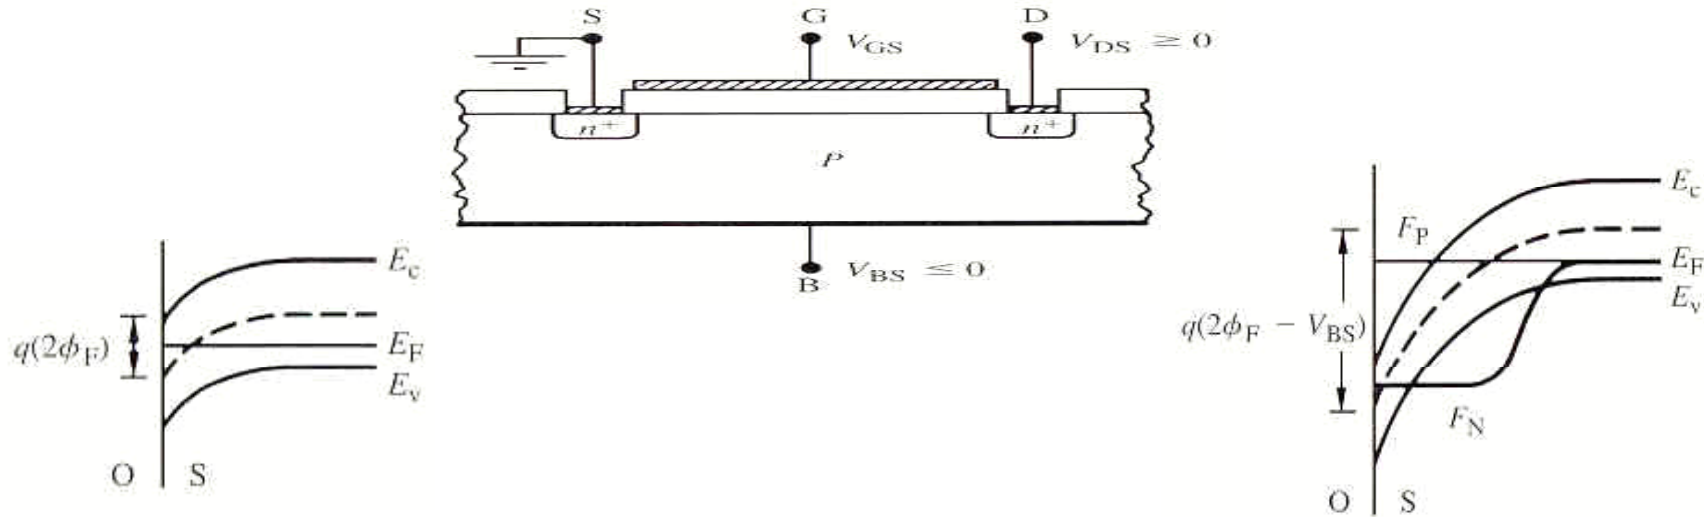 S
G
D
V_GS
V_DS ≥ 0
n⁺
n⁺
P
B
V_BS ≤ 0
E_c
q(2ϕ_F)
E_F
E_v
O
S
E_c
F_P
E_F
E_v
q(2ϕ_F − V_BS)
F_N
O
S